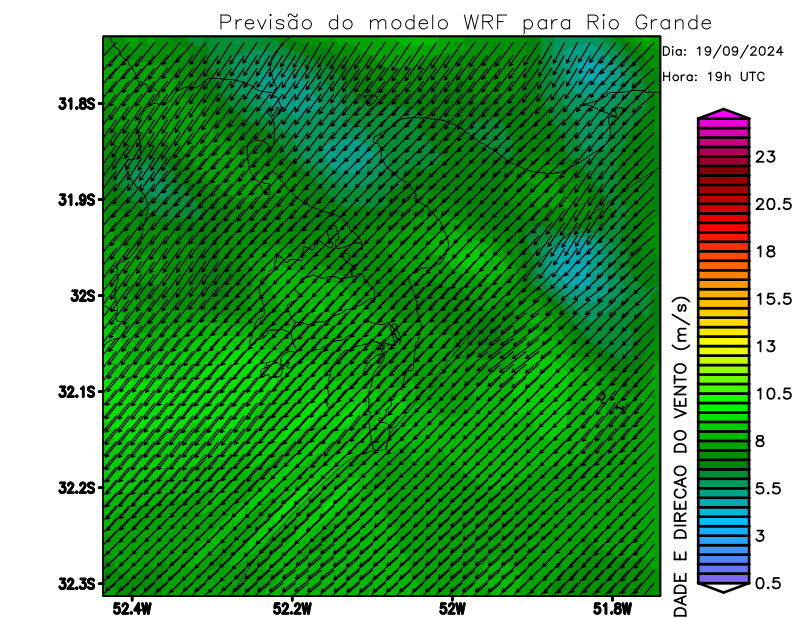 Previsão do modelo WRF para Rio Grande
Dia: 19/09/2024
Hora: 19h UTC
31.8S
31.9S
32S
32.1S
32.2S
32.3S
52.4W
52.2W
52W
51.8W
23
20.5
18
15.5
13
10.5
8
5.5
3
0.5
DADE E DIRECAO DO VENTO (m/s)